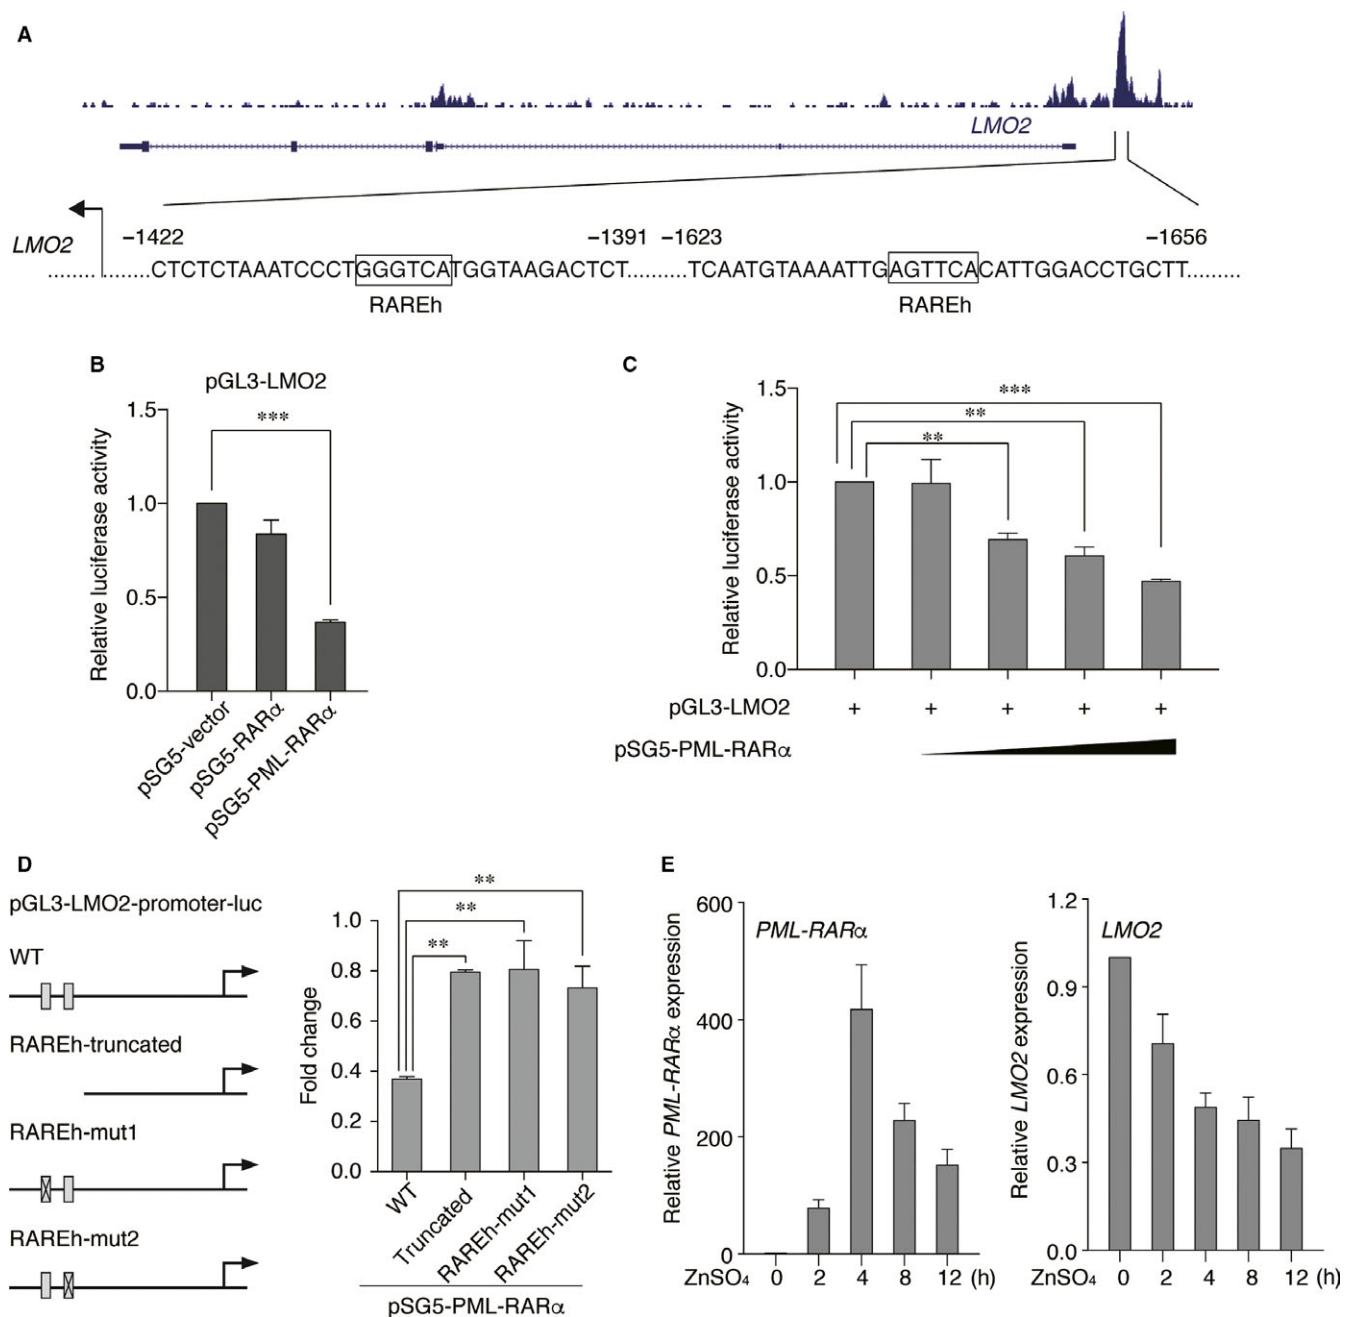 A
LMO2
LMO2
−1422
−1391
−1623
−1656
........ ........CTCTCTAAATCCCTGGGTCATGGTAAGACTCT..........TCAATGTAAAATTGAGTTCACATTGGACCTGCTT.........
RAREh
RAREh
B
pGL3-LMO2
***
Relative luciferase activity
1.5
1.0
0.5
0.0
pSG5-vector
pSG5-RARα
pSG5-PML-RARα
C
***
**
**
Relative luciferase activity
1.5
1.0
0.5
0.0
pGL3-LMO2 + + + + +
pSG5-PML-RARα
D
pGL3-LMO2-promoter-luc
WT
RAREh-truncated
RAREh-mut1
RAREh-mut2
**
**
**
Fold change
1.0
0.8
0.6
0.4
0.2
0.0
WT
Truncated
RAREh-mut1
RAREh-mut2
pSG5-PML-RARα
E
PML-RARα
Relative PML-RARα expression
600
400
200
0
ZnSO4 0 2 4 8 12 (h)
LMO2
Relative LMO2 expression
1.2
0.9
0.6
0.3
0.0
ZnSO4 0 2 4 8 12 (h)